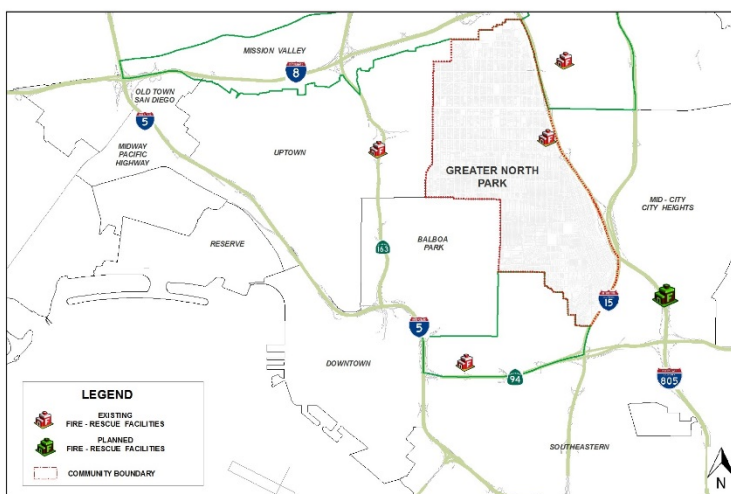 MISSION VALLEY
8
OLD TOWN
SAN DIEGO
5
MIDWAY
PACIFIC
HIGHWAY
UPTOWN
GREATER NORTH
PARK
MID - CITY
CITY HEIGHTS
RESERVE
163
BALBOA
PARK
15
5
DOWNTOWN
94
805
SOUTHEASTERN
LEGEND
EXISTING
FIRE - RESCUE FACILITIES
PLANNED
FIRE - RESCUE FACILITIES
COMMUNITY BOUNDARY
N